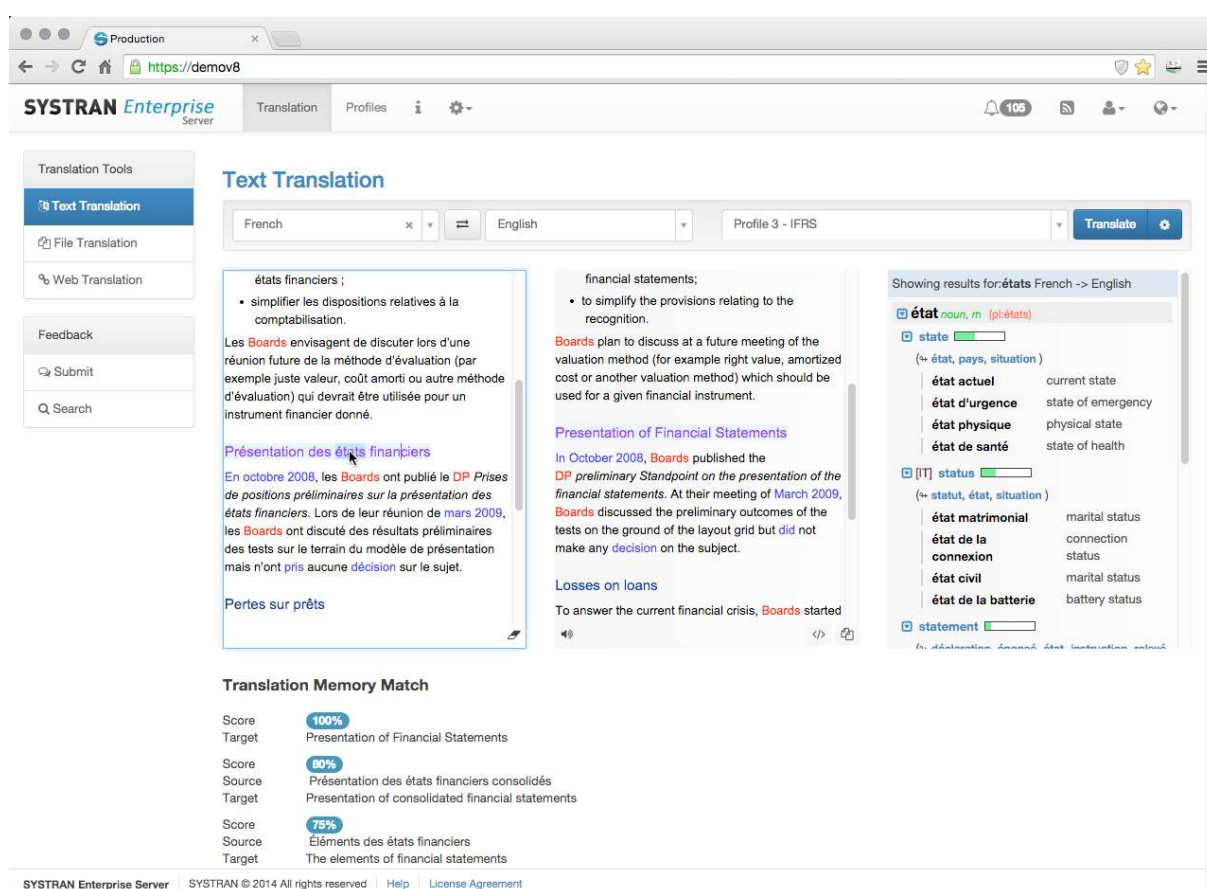 Production
https://demov8
SYSTRAN Enterprise
Server
Translation
Profiles
105
Translation Tools
Text Translation
File Translation
Web Translation
Feedback
Submit
Search
Text Translation
French
English
Profile 3 - IFRS
Translate
états financiers ;
• simplifier les dispositions relatives à la
comptabilisation.
Les Boards envisagent de discuter lors d'une
réunion future de la méthode d'évaluation (par
exemple juste valeur, coût amorti ou autre méthode
d'évaluation) qui devrait être utilisée pour un
instrument financier donné.
Présentation des états financiers
En octobre 2008, les Boards ont publié le DP Prises
de positions préliminaires sur la présentation des
états financiers. Lors de leur réunion de mars 2009,
les Boards ont discuté des résultats préliminaires
des tests sur le terrain du modèle de présentation
mais n'ont pris aucune décision sur le sujet.
Pertes sur prêts
financial statements;
• to simplify the provisions relating to the
recognition.
Boards plan to discuss at a future meeting of the
valuation method (for example right value, amortized
cost or another valuation method) which should be
used for a given financial instrument.
Presentation of Financial Statements
In October 2008, Boards published the
DP preliminary Standpoint on the presentation of the
financial statements. At their meeting of March 2009,
Boards discussed the preliminary outcomes of the
tests on the ground of the layout grid but did not
make any decision on the subject.
Losses on loans
To answer the current financial crisis, Boards started
Showing results for:états French -> English
état noun, m (pl:états)
state
(état, pays, situation )
état actuel current state
état d'urgence state of emergency
état physique physical state
état de santé state of health
[IT] status
(statut, état, situation )
état matrimonial marital status
état de la connection
connexion status
état civil marital status
état de la batterie battery status
statement
(déclaration, énoncé, état, instruction, relevé
Translation Memory Match
Score 100%
Target Presentation of Financial Statements
Score 80%
Source Présentation des états financiers consolidés
Target Presentation of consolidated financial statements
Score 75%
Source Éléments des états financiers
Target The elements of financial statements
SYSTRAN Enterprise Server SYSTRAN © 2014 All rights reserved Help License Agreement